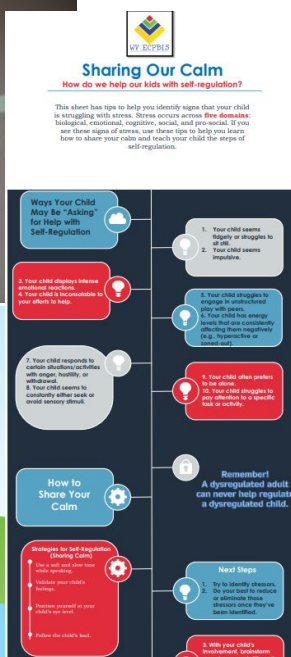 WV ECPBIS
Sharing Our Calm
How do we help our kids with self-regulation?
This sheet has tips to help you identify signs that your child
is struggling with stress. Stress occurs across five domains:
biological, emotional, cognitive, social, and pro-social. If you
see these signs of stress, use these tips to help you learn
how to share your calm and teach your child the steps of
self-regulation.
Ways Your Child
May Be "Asking"
for Help with
Self-Regulation
1. Your child seems
fidgety or struggles to
sit still.
2. Your child seems
impulsive.
3. Your child displays intense
emotional reactions.
4. Your child is inconsolable to
your efforts to help.
5. Your child struggles to
engage in unstructured
play with peers.
6. Your child has energy
levels that are consistently
affecting them negatively
(e.g., hyperactive or
zoned-out).
7. Your child responds to
certain situations/activities
with anger, hostility, or
withdrawal.
8. Your child seems to
constantly either seek or
avoid sensory stimuli.
9. Your child often prefers
to be alone.
10. Your child struggles to
pay attention to a specific
task or activity.
Remember!
A dysregulated adult
can never help regulat
a dysregulated child.
How to
Share Your
Calm
Strategies for Self-Regulation
(Sharing Calm)
Use a soft and slow tone
while speaking.
Validate your child's
feelings.
Position yourself at your
child's eye level.
Follow the child's lead.
Next Steps
1. Try to identify stressors.
2. Do your best to reduce
or eliminate those
stressors once they've
been identified.
3. With your child's
involvement, brainstorm